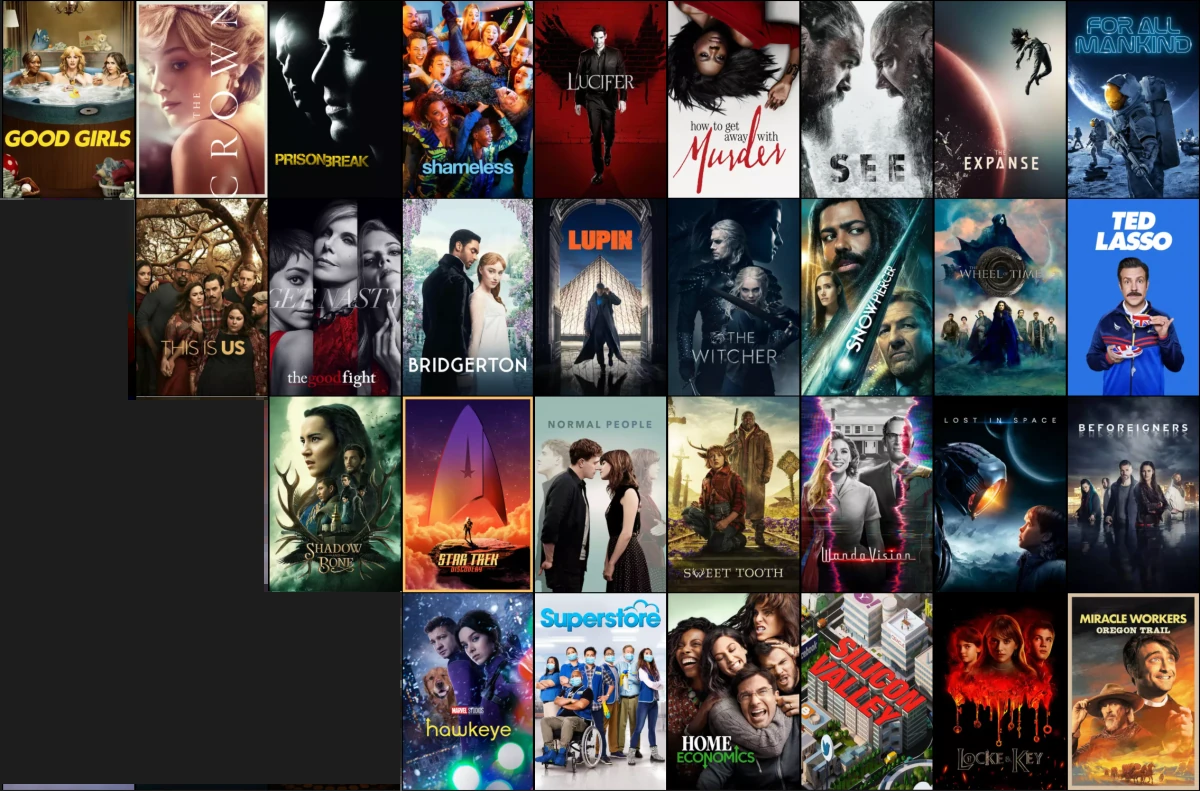 GOOD GIRLS
THE CROWN
PRISON BREAK
shameless
LUCIFER
how to get
away with
Murder
SEE
THE
EXPANSE
FOR ALL
MANKIND
THIS IS US
GET NASTY
thegoodfight
BRIDGERTON
LUPIN
THE
WITCHER
SNOWPIERCER
THE
WHEEL OF TIME
TED
LASSO
SHADOW
AND
BONE
STAR TREK
DISCOVERY
NORMAL PEOPLE
SWEET TOOTH
WandaVision
LOST IN SPACE
BEFOREIGNERS
MARVEL STUDIOS
hawkeye
Superstore
HOME
ECONOMICS
SILICON
VALLEY
LOCKE & KEY
MIRACLE WORKERS
OREGON TRAIL